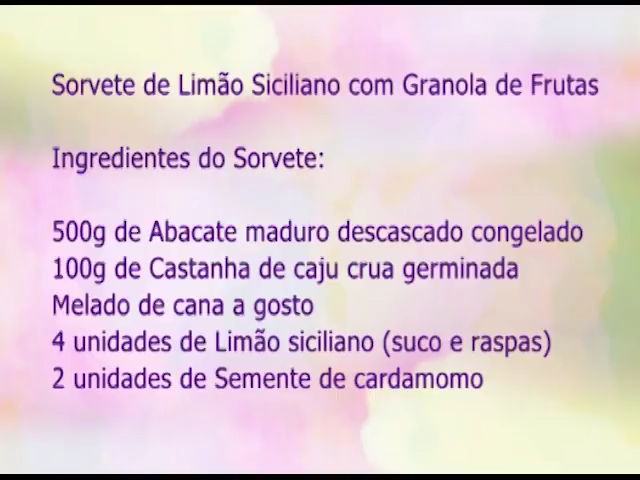 Sorvete de Limão Siciliano com Granola de Frutas
Ingredientes do Sorvete:
500g de Abacate maduro descascado congelado
100g de Castanha de caju crua germinada
Melado de cana a gosto
4 unidades de Limão siciliano (suco e raspas)
2 unidades de Semente de cardamomo